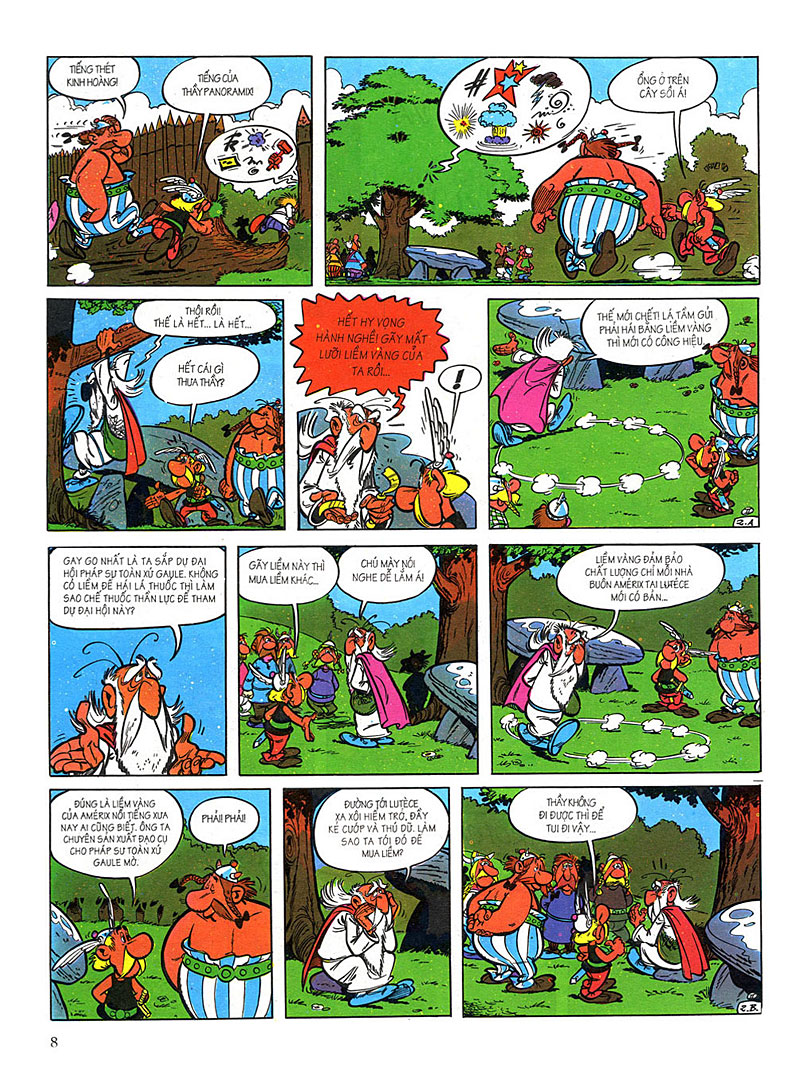 TIẾNG THÉT
KINH HOÀNG!
TIẾNG CỦA
THẦY PANORAMIX!
ỔNG Ở TRÊN
CÂY SỒI Á!
THÔI RỒI!
THẾ LÀ HẾT... LÀ HẾT...
HẾT CÁI GÌ
THƯA THẦY?
HẾT HY VỌNG
HÀNH NGHỀ! GÃY MẤT
LƯỠI LIỀM VÀNG CỦA
TA RỒI...
!
THẾ MỚI CHẾT! LÁ TẦM GỬI
PHẢI HÁI BẰNG LIỀM VÀNG
THÌ MỚI CÓ CÔNG HIỆU.
2.A
GAY GO NHẤT LÀ TA SẮP DỰ ĐẠI
HỘI PHÁP SƯ TOÀN XỨ GAULE. KHÔNG
CÓ LIỀM ĐỂ HÁI LÁ THUỐC THÌ LÀM
SAO CHẾ THUỐC THẦN LỰC ĐỂ THAM
DỰ ĐẠI HỘI NÀY?
GÃY LIỀM NÀY THÌ
MUA LIỀM KHÁC...
CHÚ MÀY NÓI
NGHE DỄ LẮM Á!
LIỀM VÀNG ĐẢM BẢO
CHẤT LƯỢNG CHỈ MỖI NHÀ
BUÔN AMÉRIX TẠI LUTÈCE
MỚI CÓ BÁN...
ĐÚNG LÀ LIỀM VÀNG
CỦA AMÉRIX NỔI TIẾNG XƯA
NAY AI CŨNG BIẾT. ÔNG TA
CHUYÊN SẢN XUẤT ĐẠO CỤ
CHO PHÁP SƯ TOÀN XỨ
GAULE MÔ.
PHẢI! PHẢI!
ĐƯỜNG TỚI LUTÈCE
XA XÔI HIỂM TRỞ, ĐẦY
KẺ CƯỚP VÀ THÚ DỮ. LÀM
SAO TA TỚI ĐÓ ĐỂ
MUA LIỀM?
THẦY KHÔNG
ĐI ĐƯỢC THÌ ĐỂ
TUI ĐI VẬY...
2.B.
8